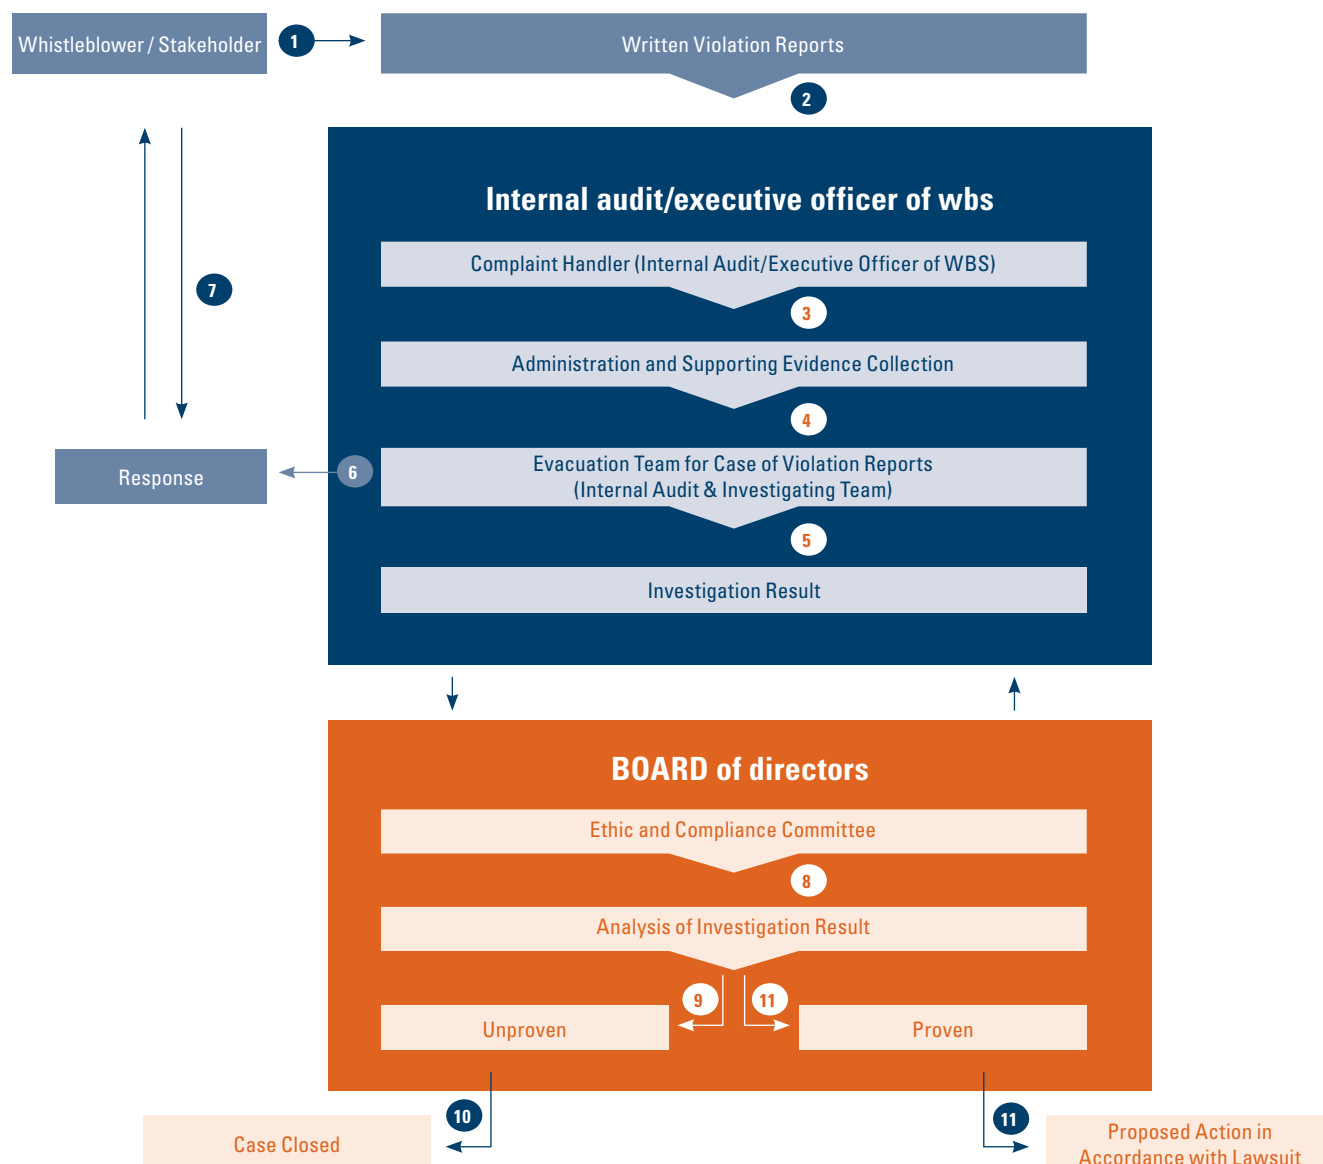 Whistleblower / Stakeholder
1
Written Violation Reports
2
Internal audit/executive officer of wbs
Complaint Handler (Internal Audit/Executive Officer of WBS)
3
Administration and Supporting Evidence Collection
4
7
Evacuation Team for Case of Violation Reports
(Internal Audit & Investigating Team)
6
Response
5
Investigation Result
BOARD of directors
Ethic and Compliance Committee
8
Analysis of Investigation Result
9
11
Unproven
Proven
10
11
Case Closed
Proposed Action in
Accordance with Lawsuit